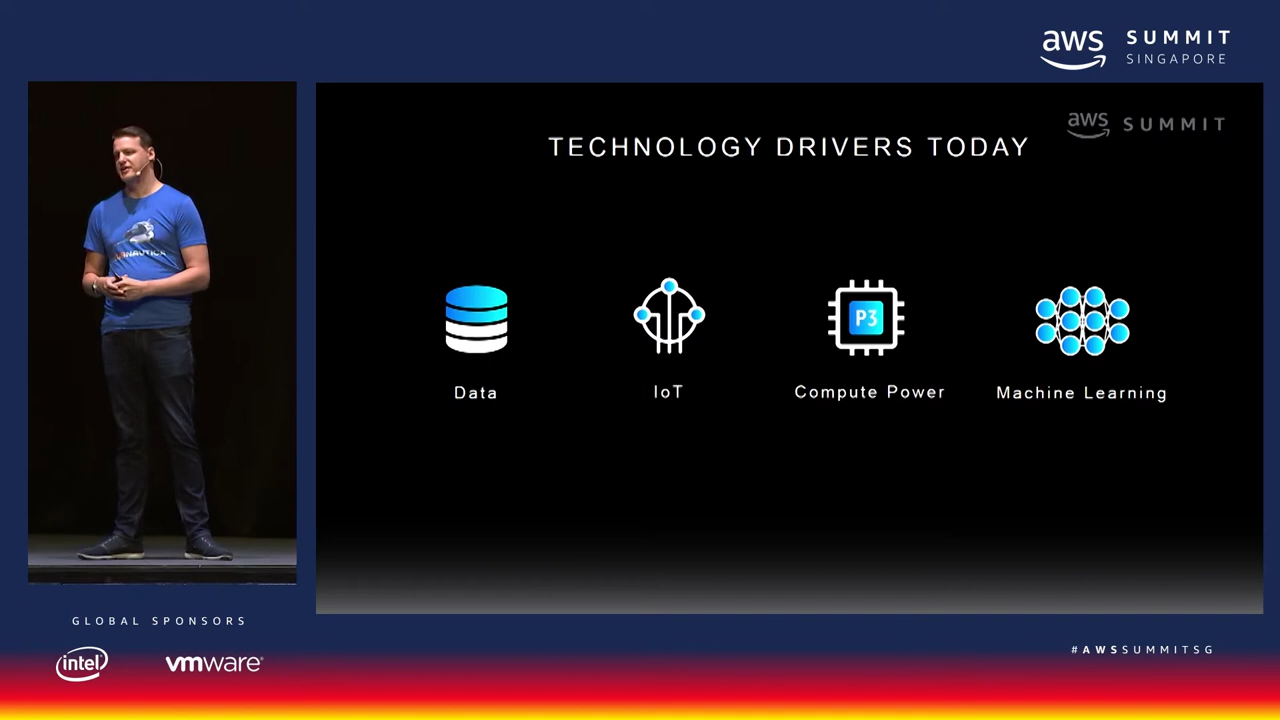 aws SUMMIT
SINGAPORE
aws SUMMIT
TECHNOLOGY DRIVERS TODAY
P3
Data
IoT
Compute Power
Machine Learning
GLOBAL SPONSORS
intel
vmware
#AWSSUMMITSG